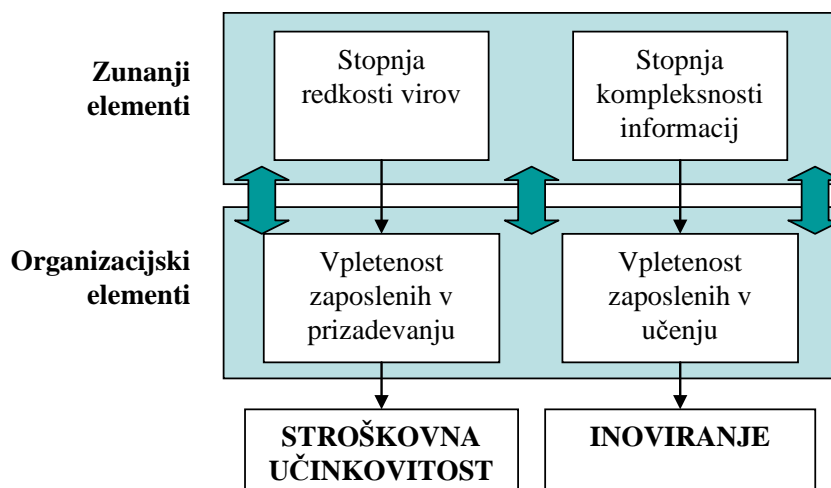 Zunanji
elementi
Stopnja
redkosti virov
Stopnja
kompleksnosti
informacij
Organizacijski
elementi
Vpletenost
zaposlenih v
prizadevanju
Vpletenost
zaposlenih v
učenju
STROŠKOVNA
UČINKOVITOST
INOVIRANJE